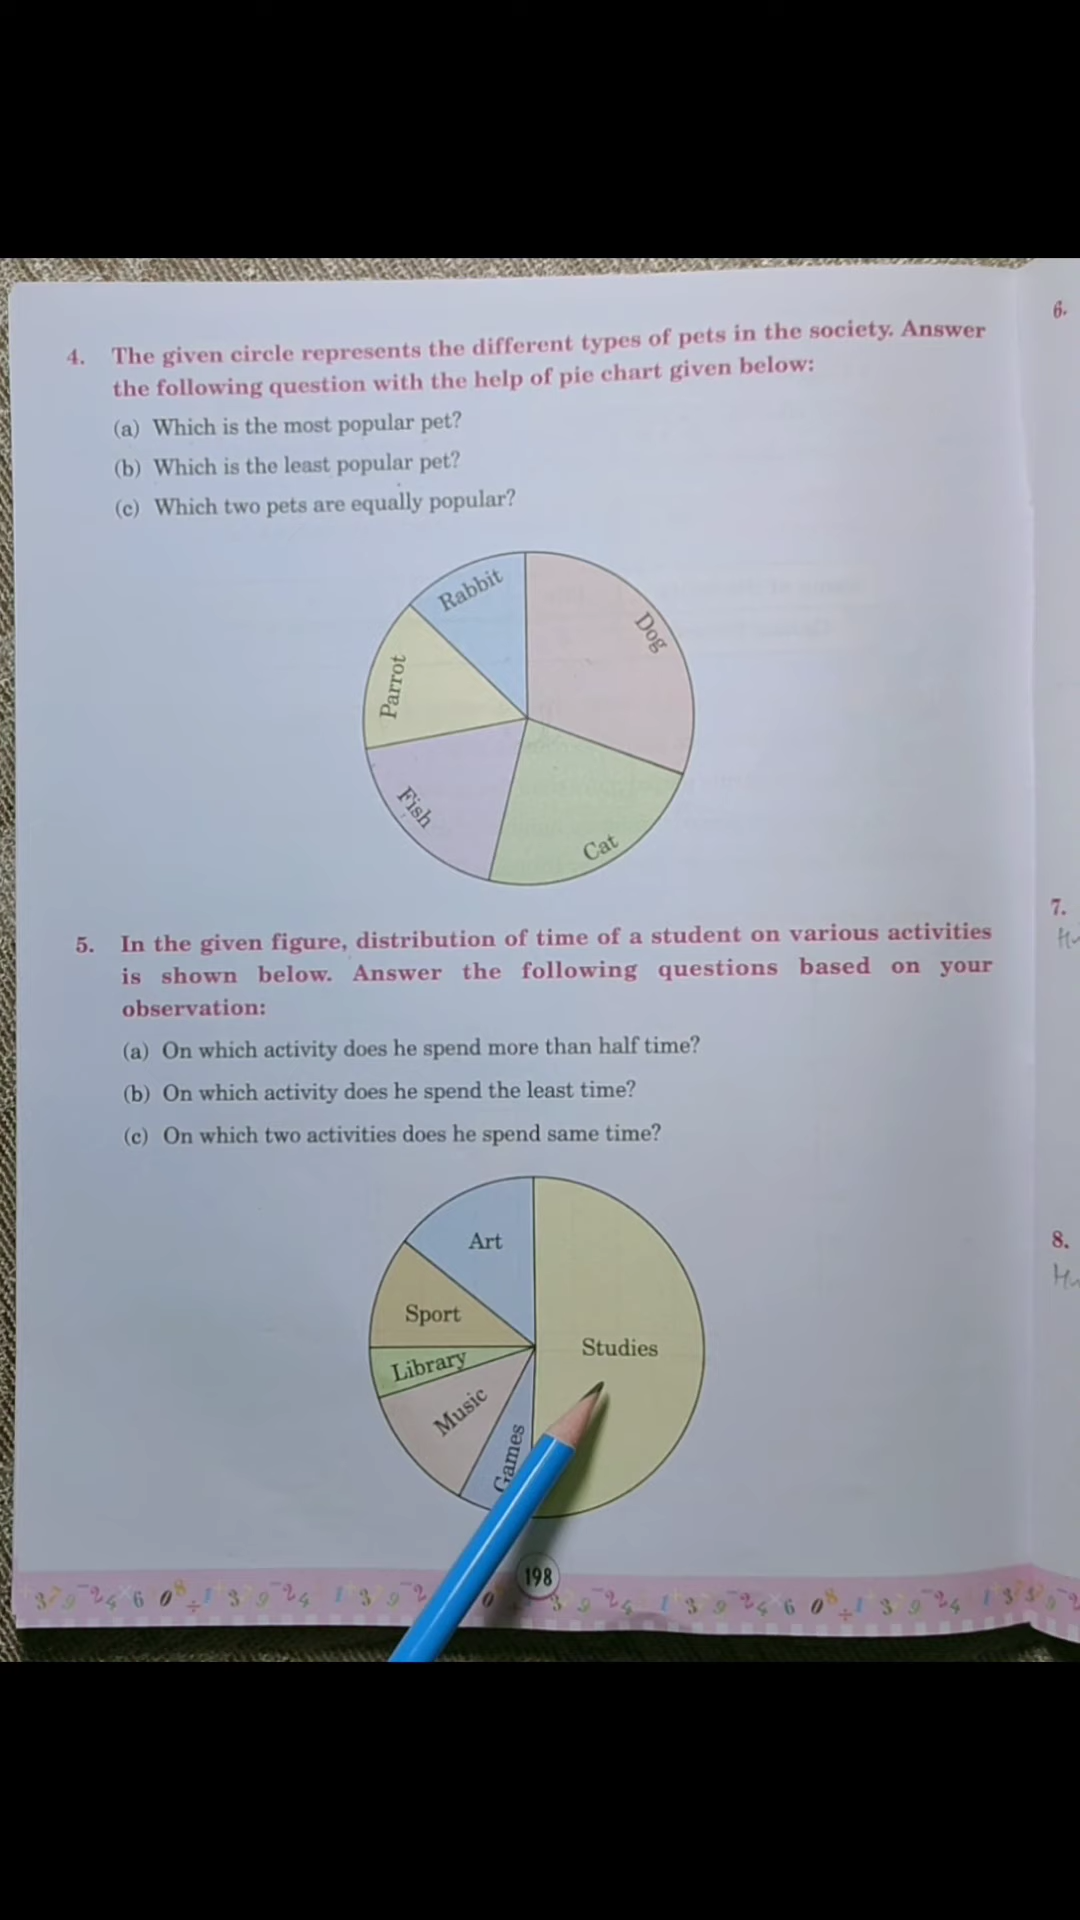 4. The given circle represents the different types of pets in the society. Answer
the following question with the help of pie chart given below:
(a) Which is the most popular pet?
(b) Which is the least popular pet?
(c) Which two pets are equally popular?
Rabbit
Dog
Parrot
Fish
Cat
5. In the given figure, distribution of time of a student on various activities
is shown below. Answer the following questions based on your
observation:
(a) On which activity does he spend more than half time?
(b) On which activity does he spend the least time?
(c) On which two activities does he spend same time?
Art
Sport
Studies
Library
Music
Games
198
6.
7.
8.